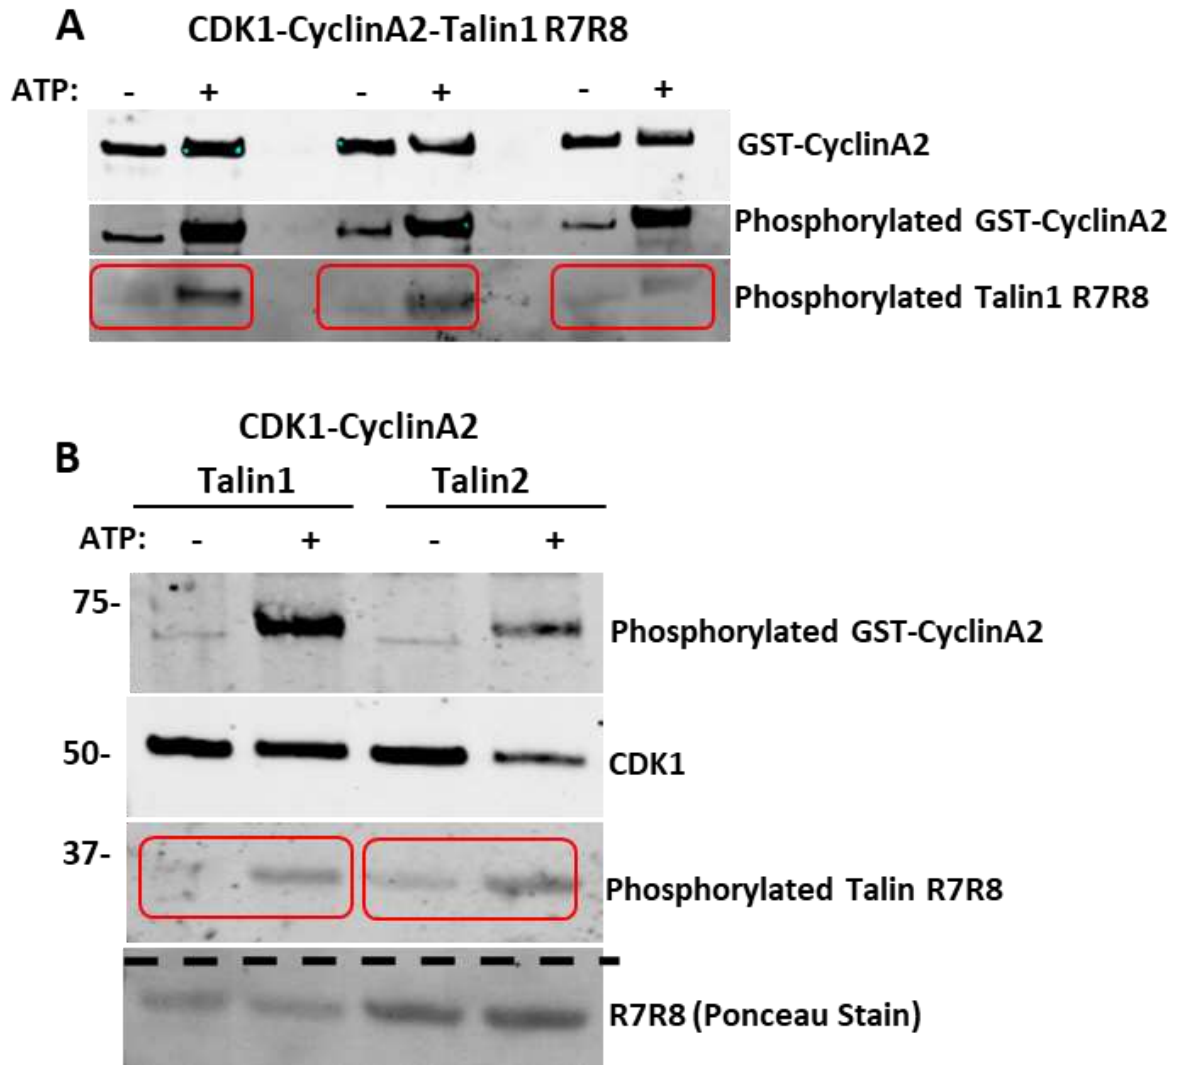 A
CDK1-CyclinA2-Talin1 R7R8
ATP: - + - + - +
GST-CyclinA2
Phosphorylated GST-CyclinA2
Phosphorylated Talin1 R7R8
CDK1-CyclinA2
B
Talin1 Talin2
ATP: - + - +
75-
Phosphorylated GST-CyclinA2
50-
CDK1
37-
Phosphorylated Talin R7R8
R7R8 (Ponceau Stain)